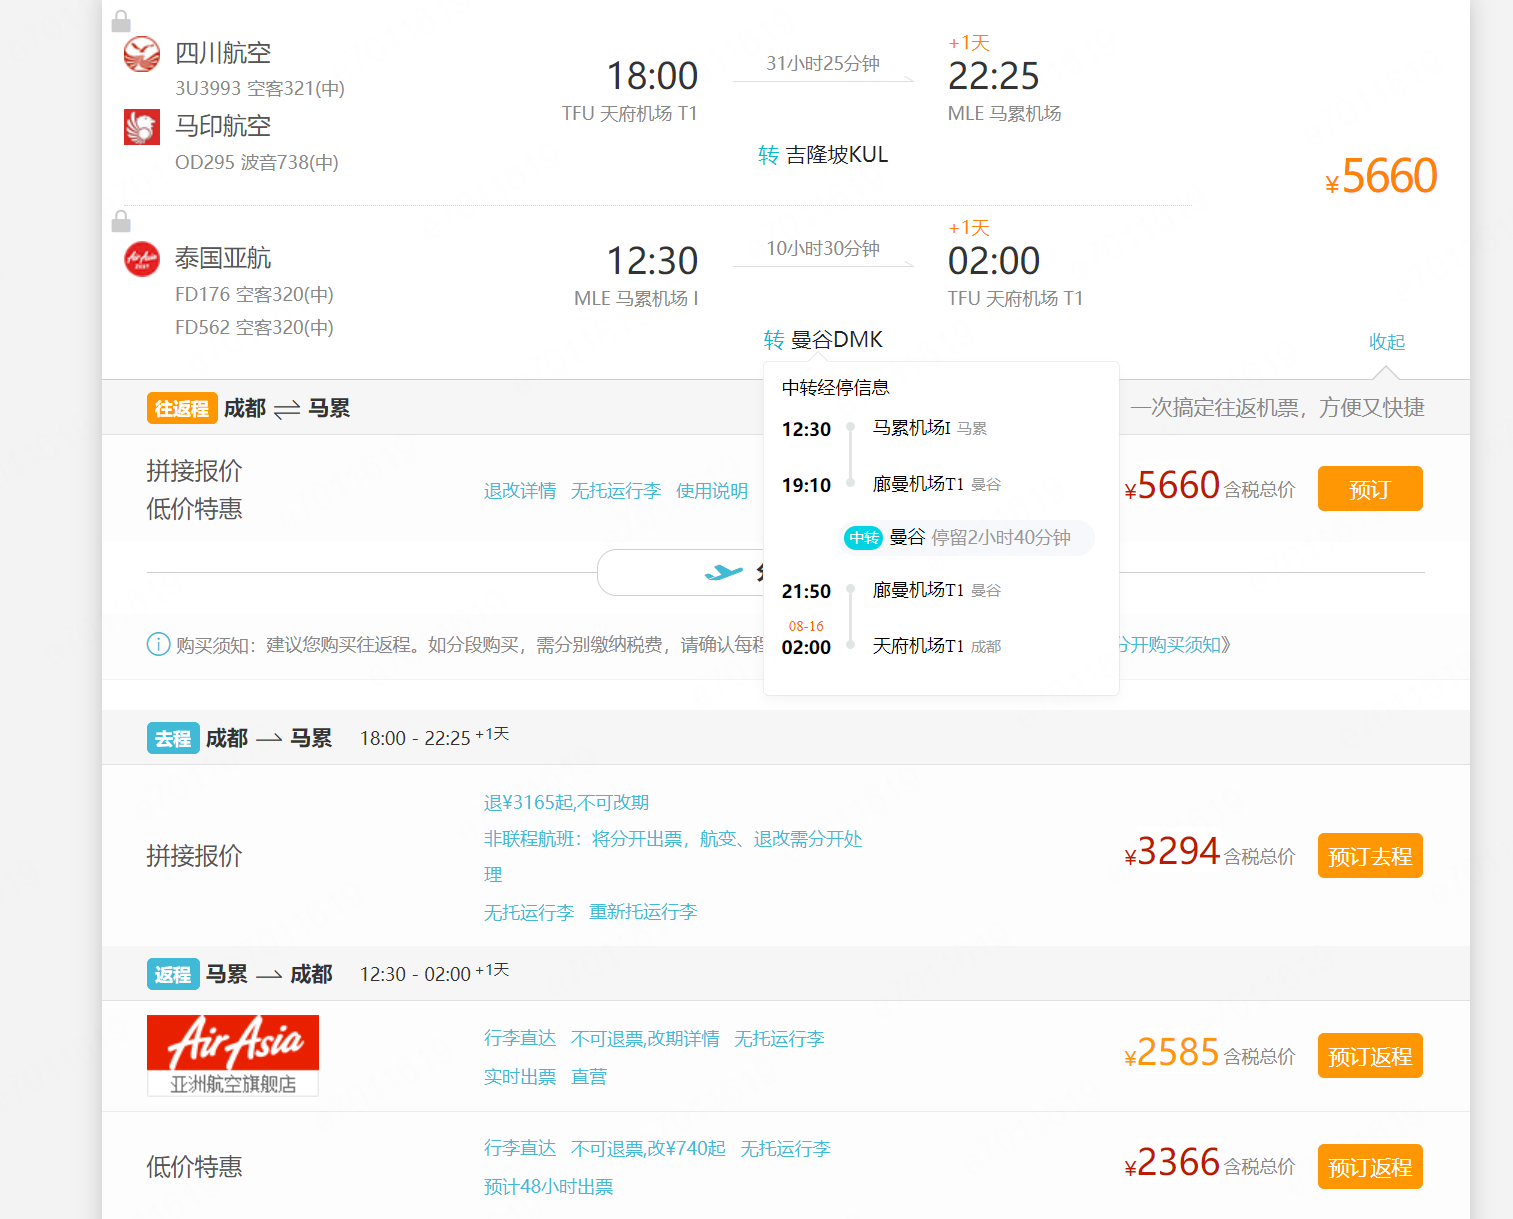 四川航空
3U3993 空客321(中)
马印航空
OD295 波音738(中)
18:00
TFU 天府机场 T1
31小时25分钟
转 吉隆坡KUL
+1天
22:25
MLE 马累机场
¥5660
泰国亚航
FD176 空客320(中)
FD562 空客320(中)
12:30
MLE 马累机场 I
10小时30分钟
转 曼谷DMK
+1天
02:00
TFU 天府机场 T1
收起
往返程 成都 马累
一次搞定往返机票，方便又快捷
拼接报价
低价特惠
退改详情 无托运行李 使用说明
¥5660 含税总价 预订
中转经停信息
12:30 马累机场I 马累
19:10 廊曼机场T1 曼谷
中转 曼谷 停留2小时40分钟
21:50 廊曼机场T1 曼谷
08-16
02:00 天府机场T1 成都
购买须知：建议您购买往返程。如分段购买，需分别缴纳税费，请确认每程
分开购买须知》
去程 成都 马累 18:00 - 22:25 +1天
拼接报价
退¥3165起,不可改期
非联程航班：将分开出票，航变、退改需分开处
理
无托运行李 重新托运行李
¥3294 含税总价 预订去程
返程 马累 成都 12:30 - 02:00 +1天
AirAsia
亚洲航空旗舰店
行李直达 不可退票,改期详情 无托运行李
实时出票 直营
¥2585 含税总价 预订返程
低价特惠
行李直达 不可退票,改¥740起 无托运行李
预计48小时出票
¥2366 含税总价 预订返程